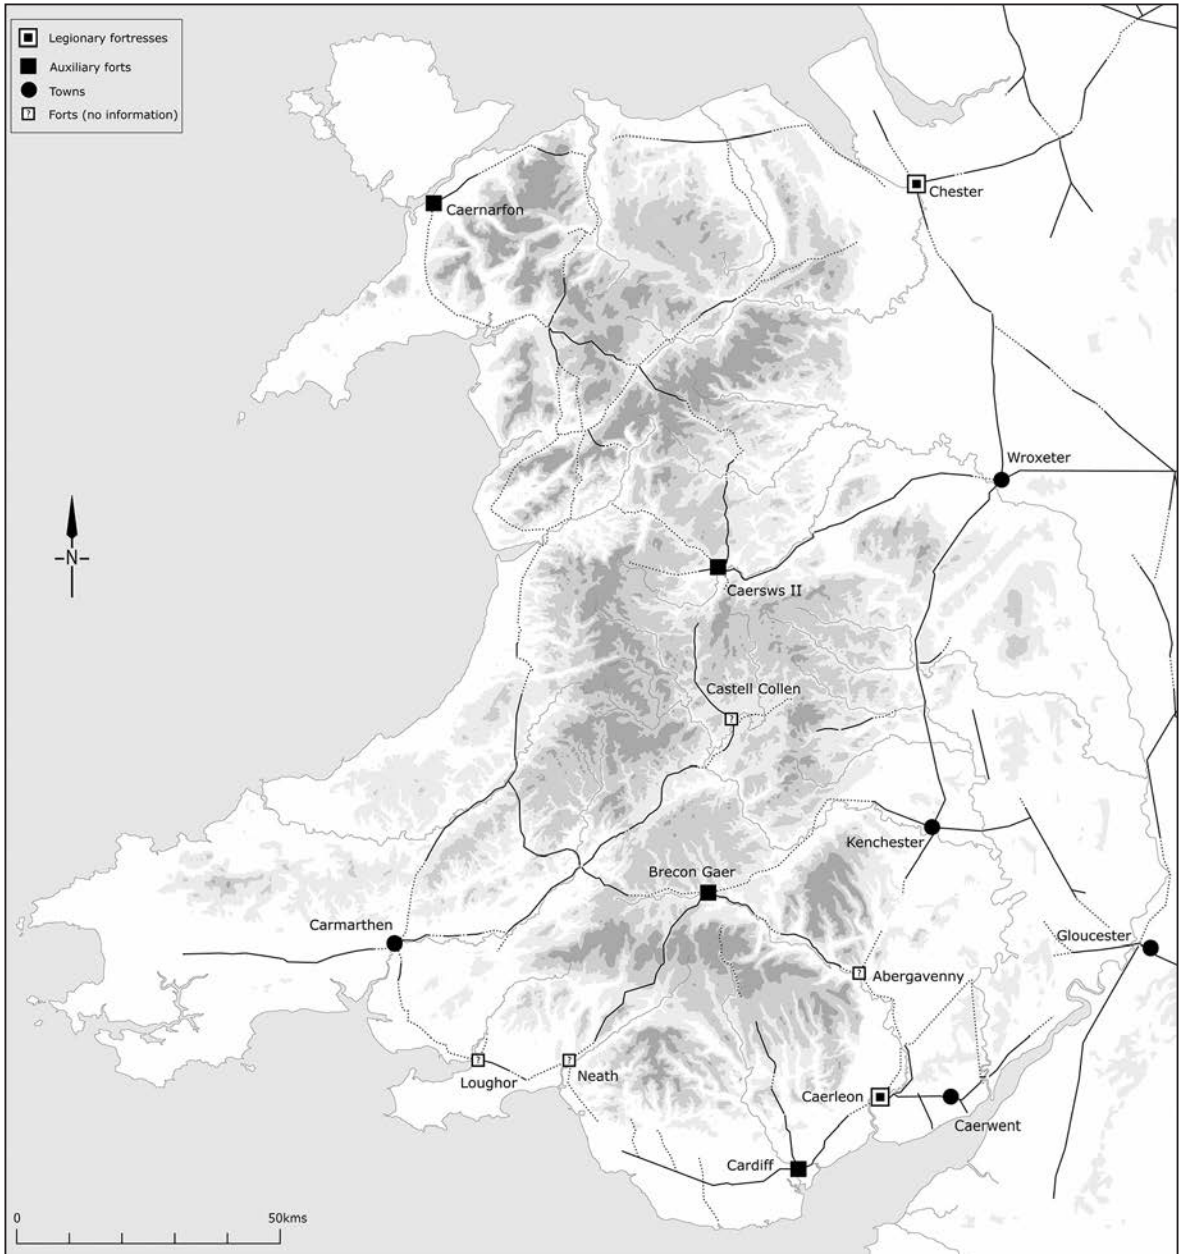 Legionary fortresses
Auxiliary forts
Towns
? Forts (no information)
Chester
Caernarfon
Wroxeter
N
Caersws II
Castell Collen
?
Kenchester
Brecon Gaer
Carmarthen
Gloucester
? Abergavenny
? ?
Loughor Neath
Caerleon
Caerwent
Cardiff
0 50kms